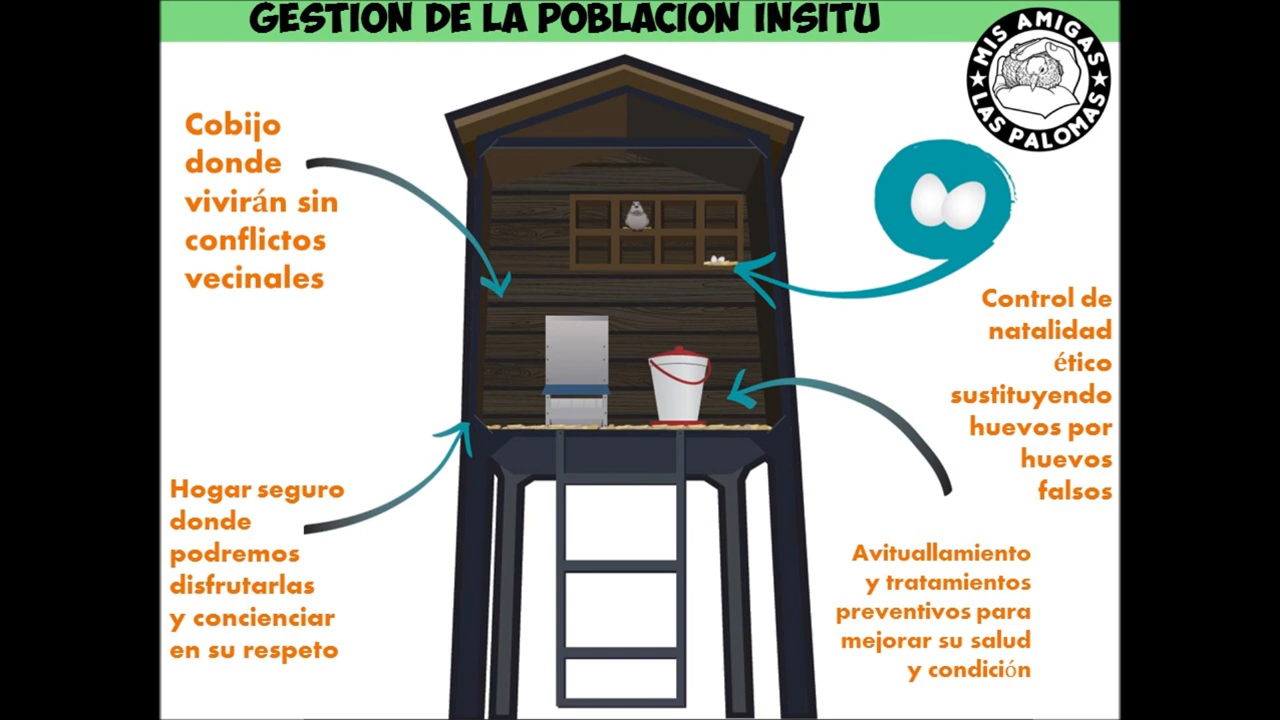 GESTION DE LA POBLACION INSITU
MIS AMIGAS
LAS PALOMAS
Cobijo
donde
vivirán sin
conflictos
vecinales
Control de
natalidad
ético
sustituyendo
huevos por
huevos
falsos
Hogar seguro
donde
podremos
disfrutarlas
y concienciar
en su respeto
Avituallamiento
y tratamientos
preventivos para
mejorar su salud
y condición